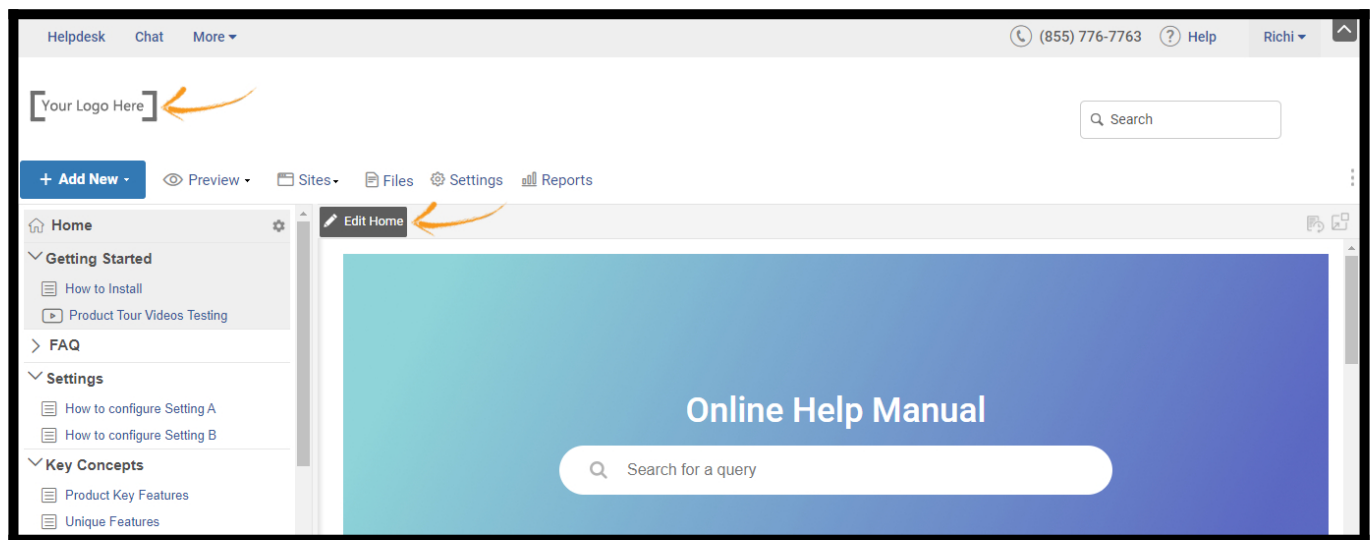 Helpdesk Chat More (855) 776-7763 ? Help Richi
Your Logo Here
Search
+ Add New Preview Sites Files Settings Reports
Home
Edit Home
Getting Started
How to Install
Product Tour Videos Testing
FAQ
Settings
How to configure Setting A
How to configure Setting B
Key Concepts
Product Key Features
Unique Features
Online Help Manual
Search for a query